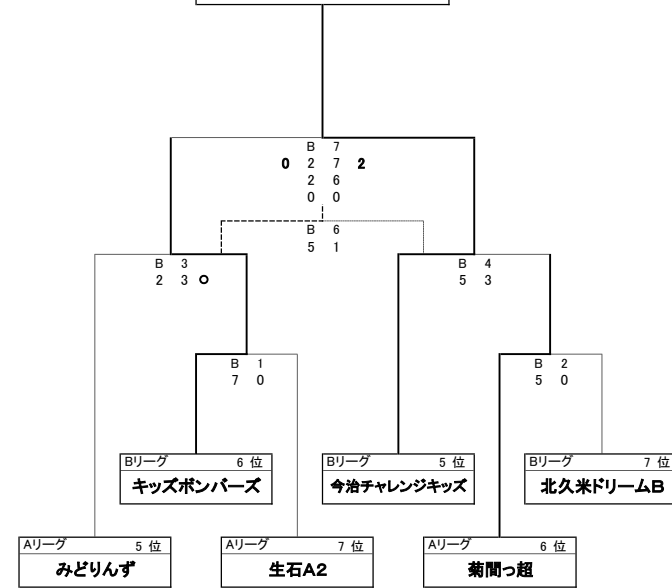 B 7
0 2 7 2
2 6
0 0
B 6
5 1
B 3
2 3 ○
B 4
5 3
B 1
7 0
B 2
5 0
Bリーグ 6 位
キッズボンバーズ
Bリーグ 5 位
今治チャレンジキッズ
Bリーグ 7 位
北久米ドリームB
Aリーグ 5 位
みどりんず
Aリーグ 7 位
生石A2
Aリーグ 6 位
菊間っ超